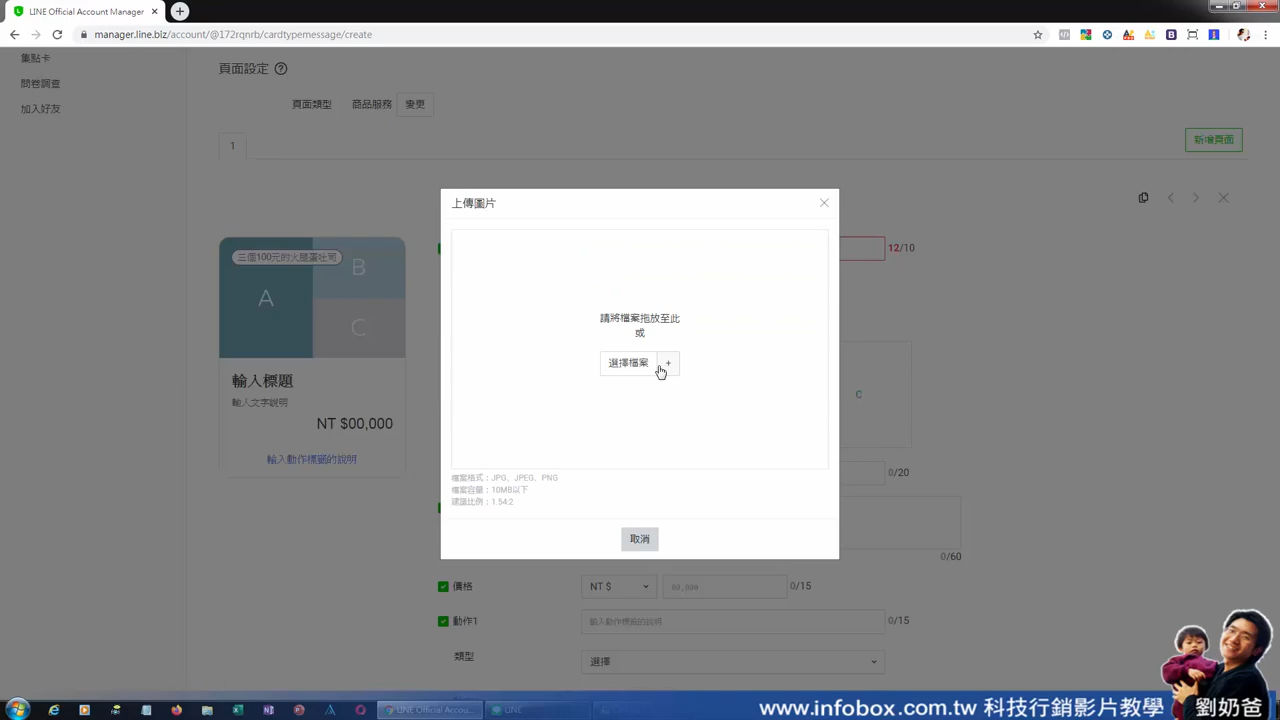 LINE Official Account Manager
manager.line.biz/account/@172rqnrb/cardtypemessage/create
集點卡
問卷調查
加入好友
頁面設定
頁面類型 商品服務 變更
1
新增頁面
上傳圖片
三個100元的火腿蛋吐司
12/10
A
B
C
請將檔案拖放至此
或
選擇檔案 +
C
輸入標題
輸入文字說明
NT $00,000
輸入動作標籤的說明
0/20
檔案格式：JPG、JPEG、PNG
檔案容量：10MB以下
建議比例：1.54:2
取消
0/60
價格 NT $ 00,000 0/15
動作1 輸入動作標籤的說明 0/15
類型 選擇
LINE Official Accou...
LINE
www.infobox.com.tw 科技行銷影片教學 劉奶爸